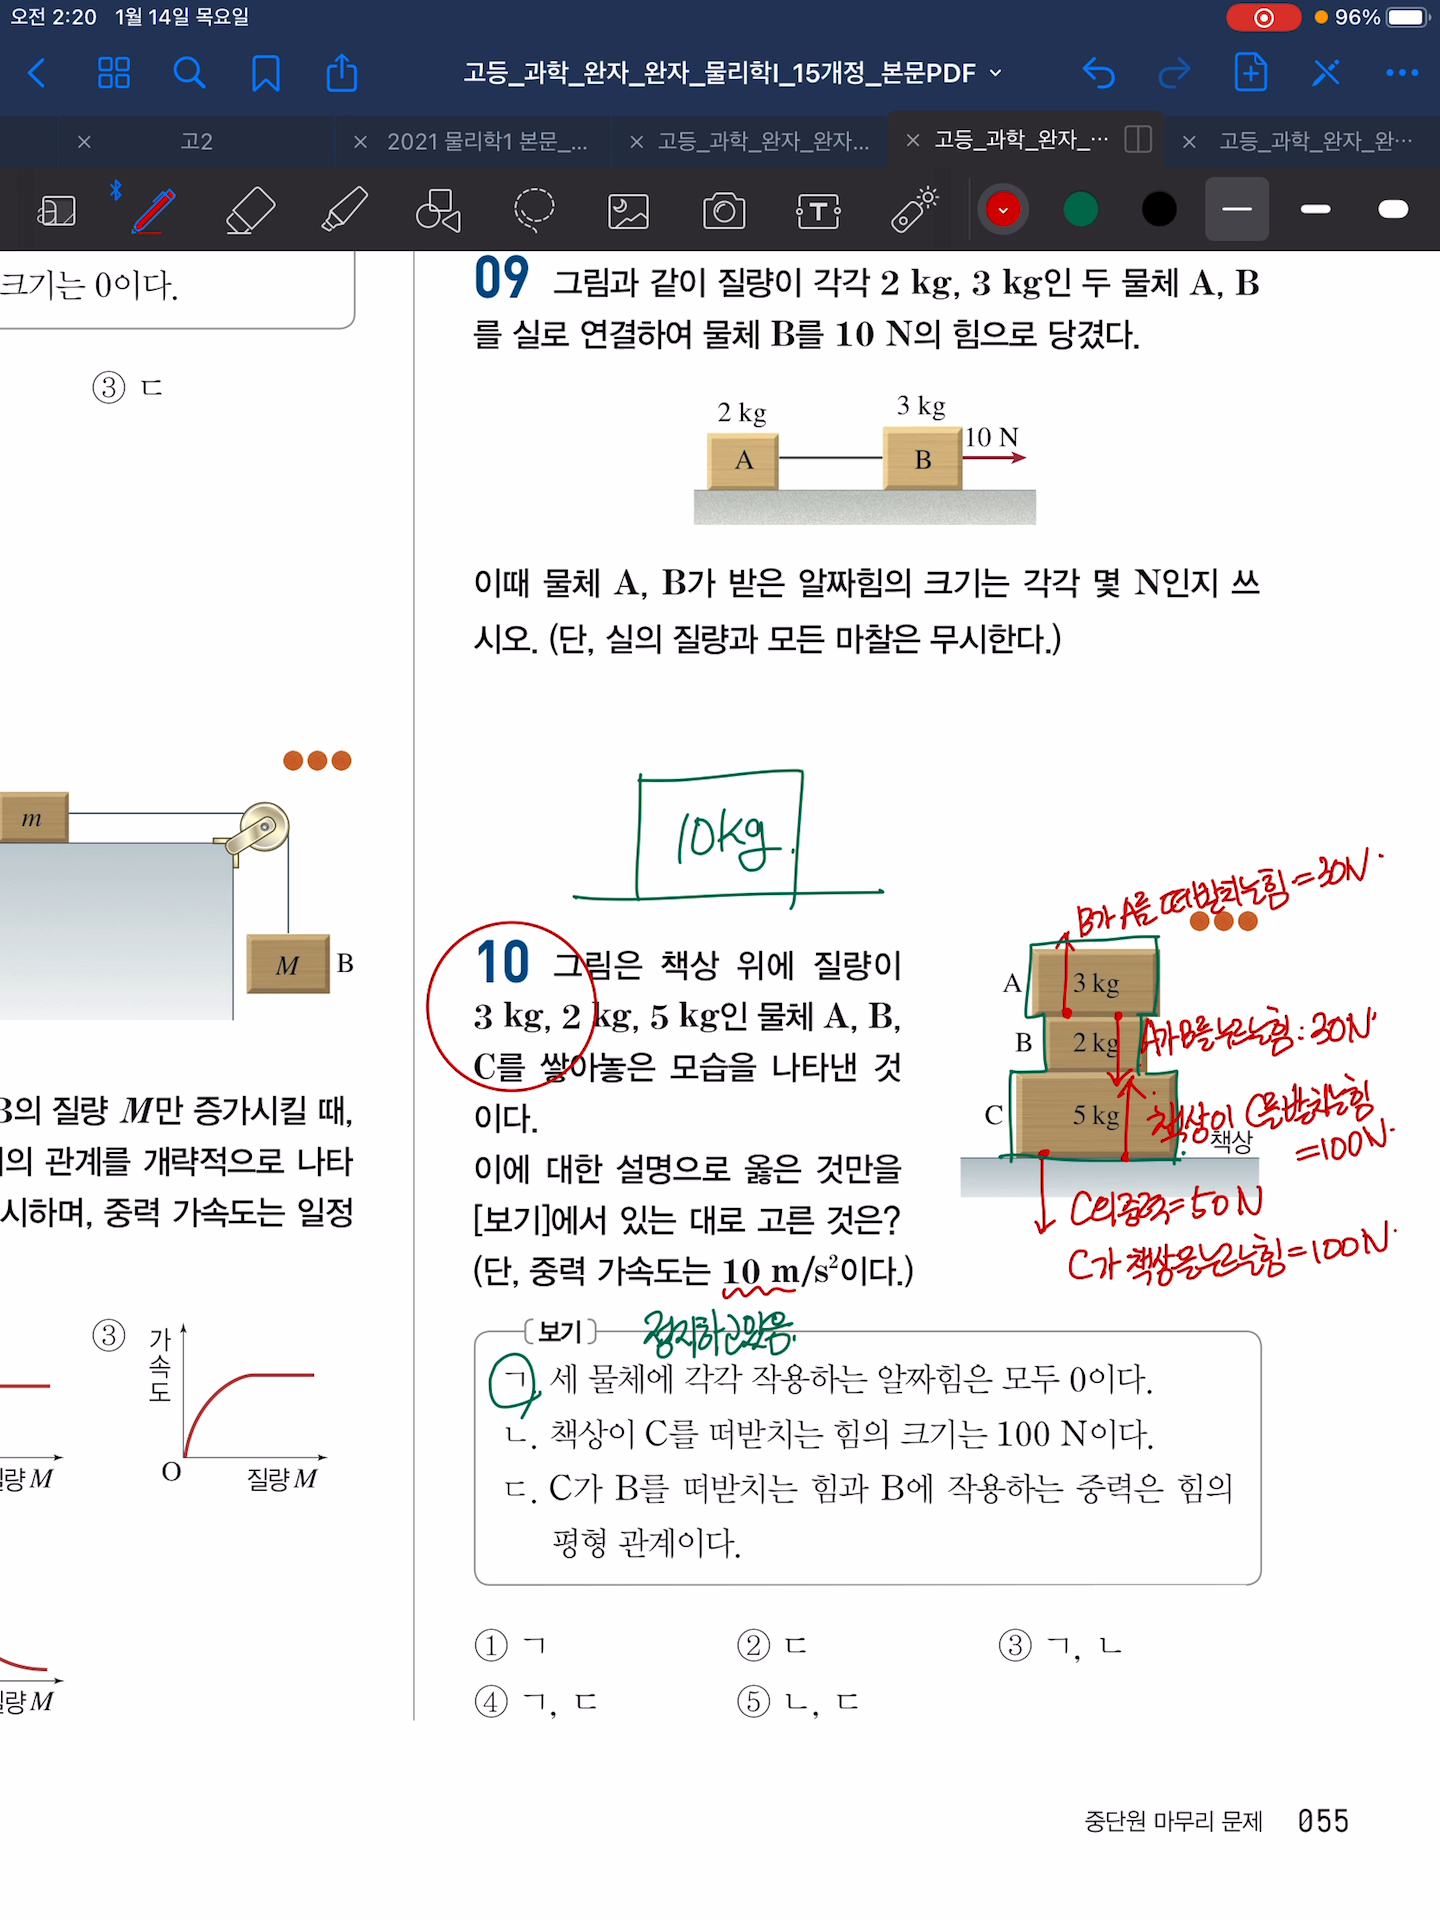 오전 2:20 1월 14일 목요일
96%
고등_과학_완자_완자_물리학I_15개정_본문PDF
고2
2021 물리학1 본문_...
고등_과학_완자_완자...
고등_과학_완자_...
고등_과학_완자_완...
크기는 0이다.
③ ㄷ
m
M
B
B의 질량 M만 증가시킬 때,
의 관계를 개략적으로 나타
시하며, 중력 가속도는 일정
③
가속도
O
질량 M
질량 M
질량 M
09 그림과 같이 질량이 각각 2 kg, 3 kg인 두 물체 A, B
를 실로 연결하여 물체 B를 10 N의 힘으로 당겼다.
2 kg
3 kg
10 N
A
B
이때 물체 A, B가 받은 알짜힘의 크기는 각각 몇 N인지 쓰
시오. (단, 실의 질량과 모든 마찰은 무시한다.)
10kg
10 그림은 책상 위에 질량이
3 kg, 2 kg, 5 kg인 물체 A, B,
C를 쌓아놓은 모습을 나타낸 것
이다.
이에 대한 설명으로 옳은 것만을
[보기]에서 있는 대로 고른 것은?
(단, 중력 가속도는 10 m/s²이다.)
B가 A를 떠받치는힘=30N
A 3 kg
B 2 kg
A가 B를 누르는힘: 30N
C 5 kg
책상이 C를 받치는힘
=100N
책상
C의 중력=50N
C가 책상을 누르는힘=100N
정지하고 있음.
보기
ㄱ. 세 물체에 각각 작용하는 알짜힘은 모두 0이다.
ㄴ. 책상이 C를 떠받치는 힘의 크기는 100 N이다.
ㄷ. C가 B를 떠받치는 힘과 B에 작용하는 중력은 힘의
평형 관계이다.
① ㄱ ② ㄷ ③ ㄱ, ㄴ
④ ㄱ, ㄷ ⑤ ㄴ, ㄷ
중단원 마무리 문제 055